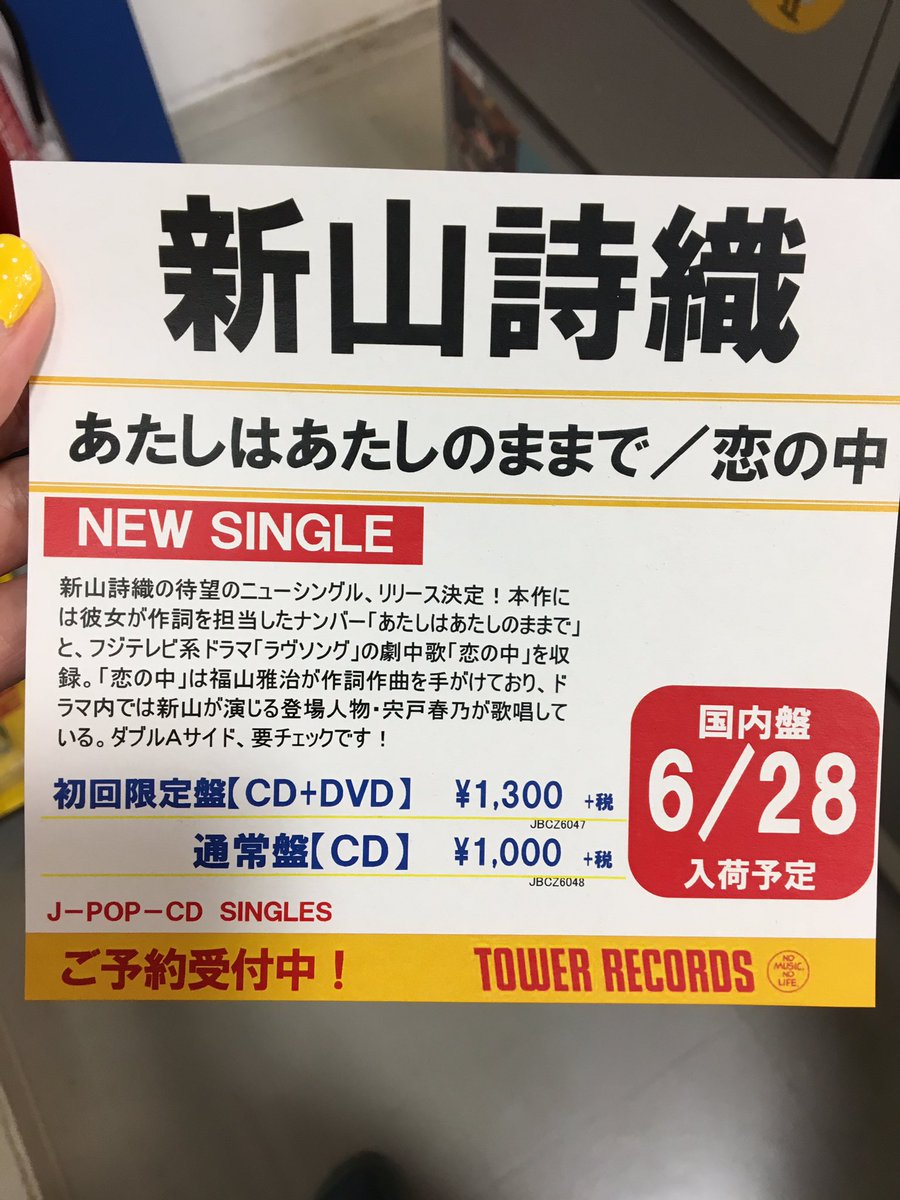 新山詩織
あたしはあたしのままで／恋の中
NEW SINGLE
新山詩織の待望のニューシングル、リリース決定！本作に
は彼女が作詞を担当したナンバー「あたしはあたしのままで」
と、フジテレビ系ドラマ「ラヴソング」の劇中歌「恋の中」を収
録。「恋の中」は福山雅治が作詞作曲を手がけており、ド
ラマ内では新山が演じる登場人物・宍戸春乃が歌唱して
いる。ダブルAサイド、要チェックです！
初回限定盤【CD+DVD】 ¥1,300 +税
JBCZ6047
通常盤【CD】 ¥1,000 +税
JBCZ6048
国内盤
6/28
入荷予定
J－POP－CD SINGLES
ご予約受付中！ TOWER RECORDS
NO
MUSIC,
NO
LIFE.